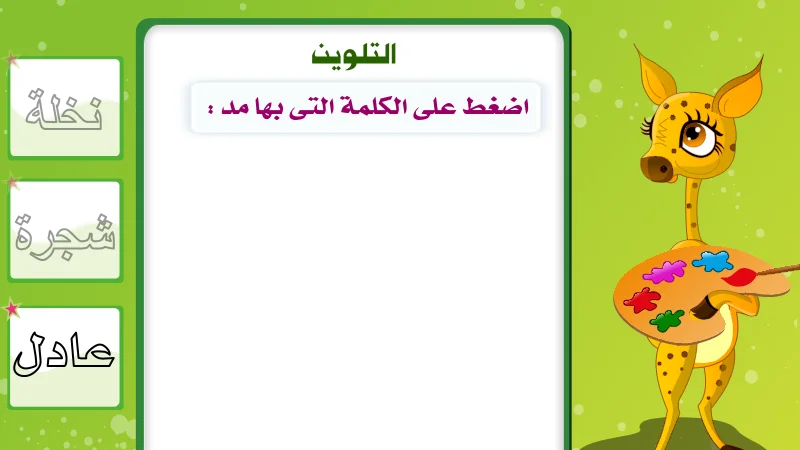 التلوين
اضغط على الكلمة التى بها مد :
نخلة
شجرة
عادل